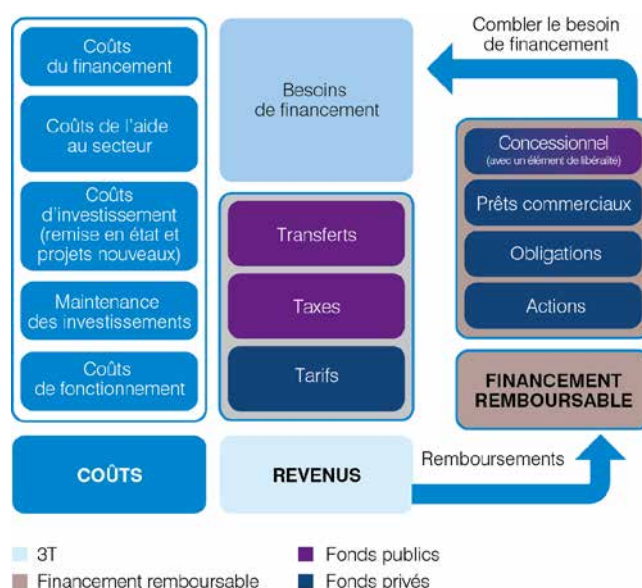 Coûts
du financement
Coûts de l'aide
au secteur
Coûts
d'investissement
(remise en état et
projets nouveaux)
Maintenance
des investissements
Coûts
de fonctionnement
COÛTS
Besoins
de financement
Transferts
Taxes
Tarifs
REVENUS
Combler le besoin
de financement
Concessionnel
(avec un élément de libéralité)
Prêts commerciaux
Obligations
Actions
FINANCEMENT
REMBOURSABLE
Remboursements
3T
Financement remboursable
Fonds publics
Fonds privés